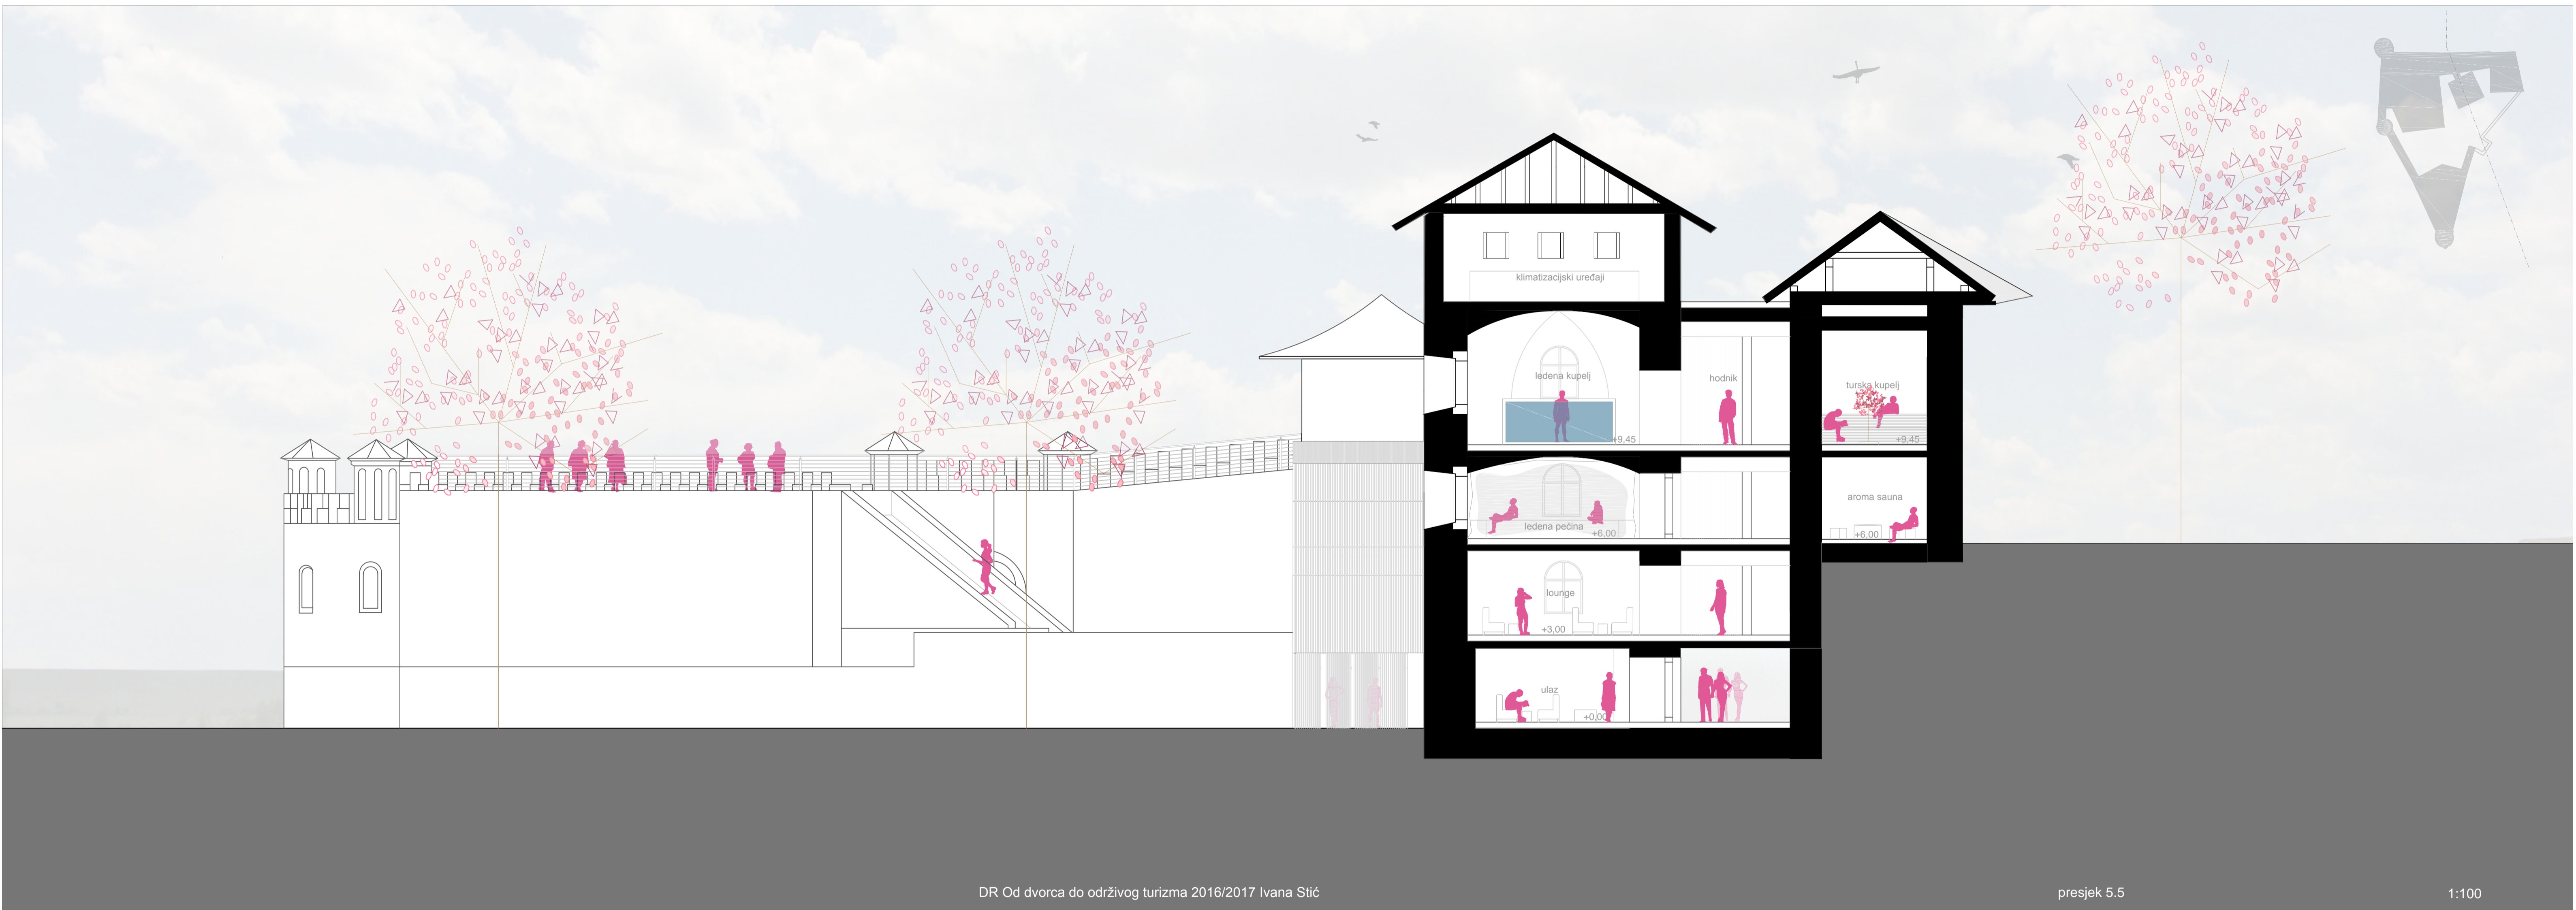 klimatizacijski uređaji
ledena kupelj
hodnik
turska kupelj
+9,45
+9,45
aroma sauna
ledena pećina
+6,00
+6,00
lounge
+3,00
ulaz
+0,00
DR Od dvorca do održivog turizma 2016/2017 Ivana Stić
presjek 5.5
1:100